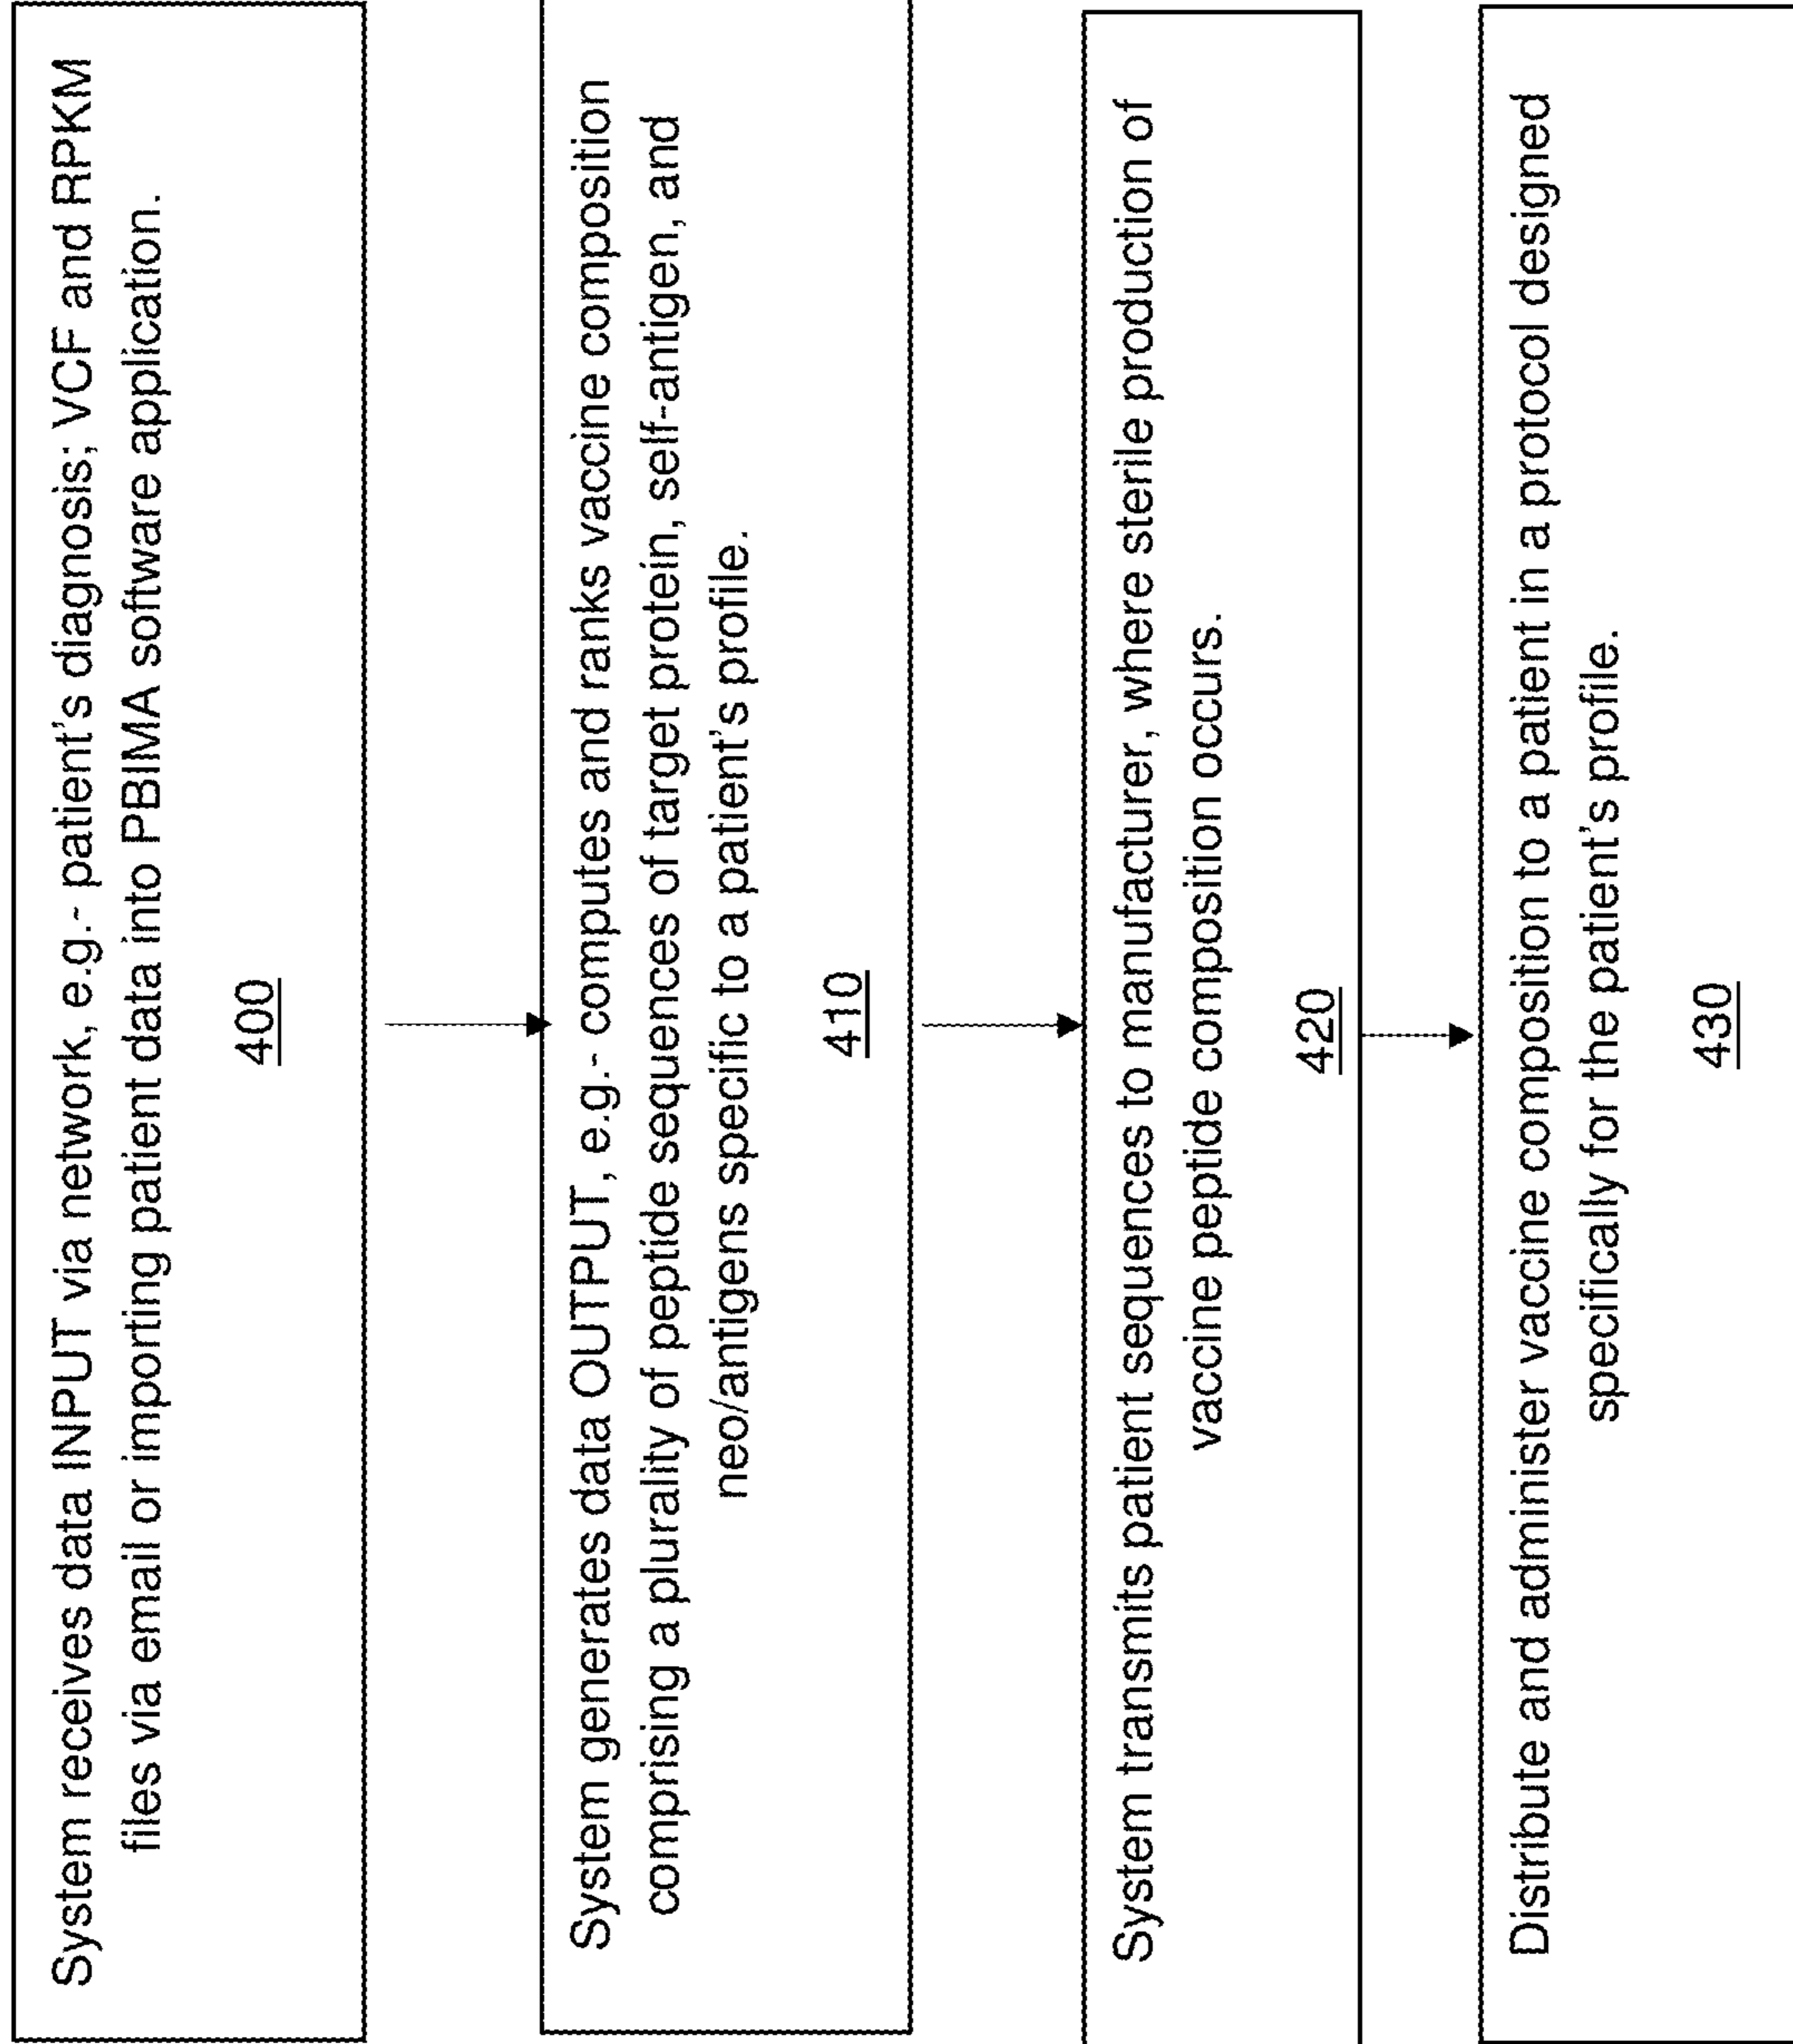 System receives data INPUT via network, e.g.- patient's diagnosis; VCF and RPKM
files via email or importing patient data into PBIMA software application.
400
System generates data OUTPUT, e.g.- computes and ranks vaccine composition
comprising a plurality of peptide sequences of target protein, self-antigen, and
neo/antigens specific to a patient's profile.
410
System transmits patient sequences to manufacturer, where sterile production of
vaccine peptide composition occurs.
420
Distribute and administer vaccine composition to a patient in a protocol designed
specifically for the patient's profile.
430